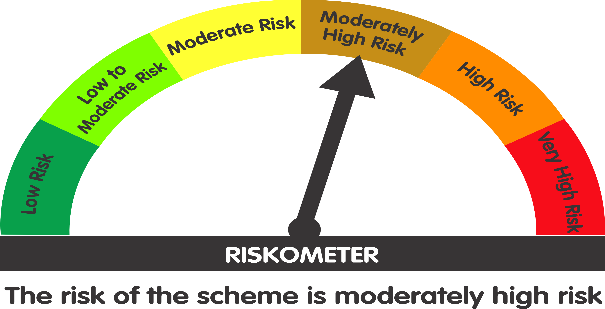 Low Risk
Low to
Moderate Risk
Moderate Risk
Moderately
High Risk
High Risk
Very High Risk
RISKOMETER
The risk of the scheme is moderately high risk